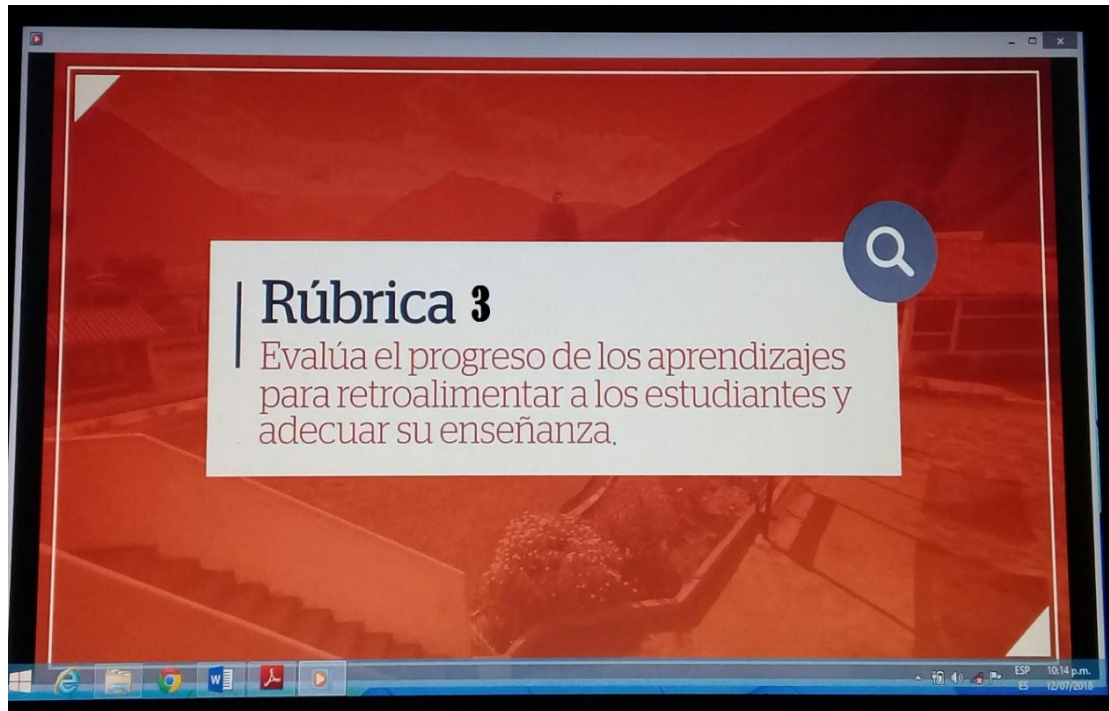 Rúbrica 3
Evalúa el progreso de los aprendizajes
para retroalimentar a los estudiantes y
adecuar su enseñanza.
ESP
10:14 p.m.
ES
12/07/2018